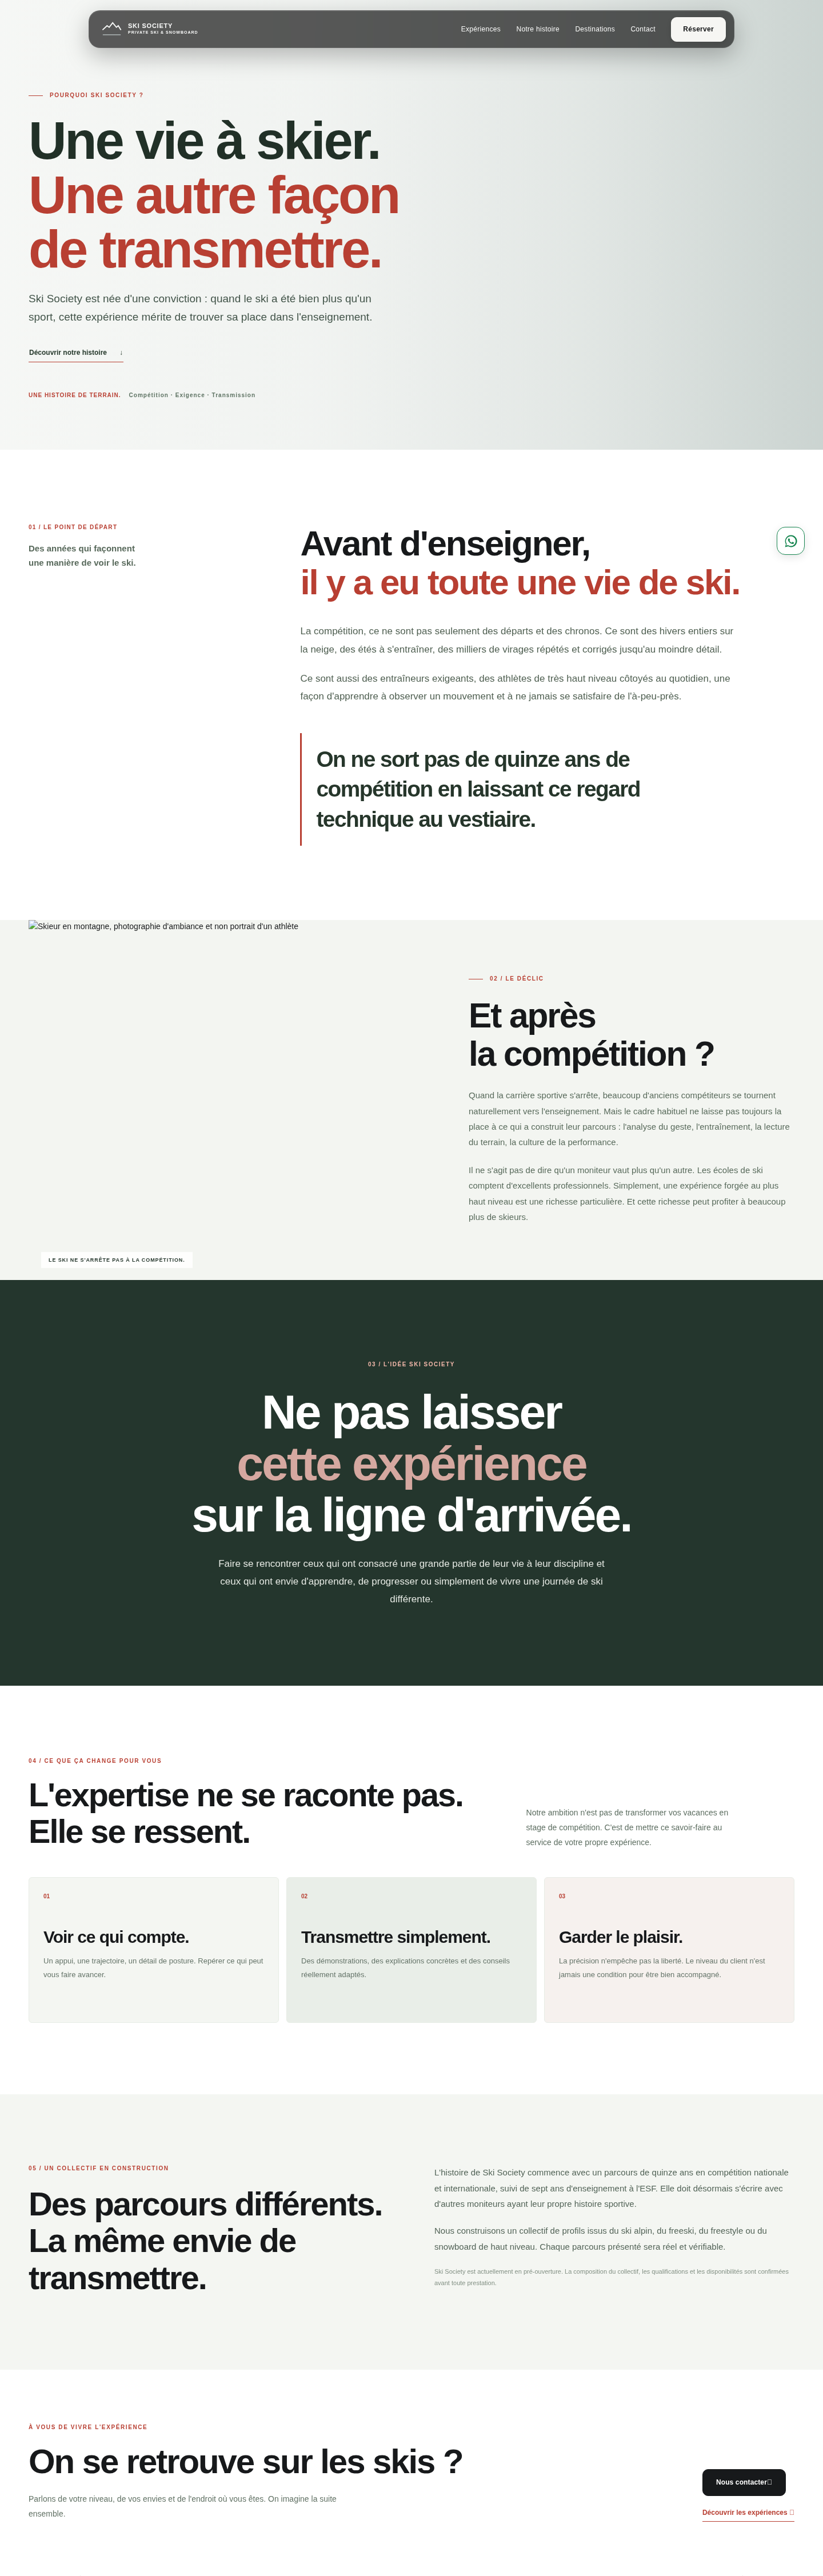 SKI SOCIETY
PRIVATE SKI & SNOWBOARD
Expériences
Notre histoire
Destinations
Contact
Réserver
POURQUOI SKI SOCIETY ?
Une vie à skier.
Une autre façon
de transmettre.
Ski Society est née d'une conviction : quand le ski a été bien plus qu'un
sport, cette expérience mérite de trouver sa place dans l'enseignement.
Découvrir notre histoire ↓
UNE HISTOIRE DE TERRAIN. Compétition · Exigence · Transmission
01 / LE POINT DE DÉPART
Des années qui façonnent
une manière de voir le ski.
Avant d'enseigner,
il y a eu toute une vie de ski.
La compétition, ce ne sont pas seulement des départs et des chronos. Ce sont des hivers entiers sur
la neige, des étés à s'entraîner, des milliers de virages répétés et corrigés jusqu'au moindre détail.
Ce sont aussi des entraîneurs exigeants, des athlètes de très haut niveau côtoyés au quotidien, une
façon d'apprendre à observer un mouvement et à ne jamais se satisfaire de l'à-peu-près.
On ne sort pas de quinze ans de
compétition en laissant ce regard
technique au vestiaire.
Skieur en montagne, photographie d'ambiance et non portrait d'un athlète
LE SKI NE S'ARRÊTE PAS À LA COMPÉTITION.
02 / LE DÉCLIC
Et après
la compétition ?
Quand la carrière sportive s'arrête, beaucoup d'anciens compétiteurs se tournent
naturellement vers l'enseignement. Mais le cadre habituel ne laisse pas toujours la
place à ce qui a construit leur parcours : l'analyse du geste, l'entraînement, la lecture
du terrain, la culture de la performance.
Il ne s'agit pas de dire qu'un moniteur vaut plus qu'un autre. Les écoles de ski
comptent d'excellents professionnels. Simplement, une expérience forgée au plus
haut niveau est une richesse particulière. Et cette richesse peut profiter à beaucoup
plus de skieurs.
03 / L'IDÉE SKI SOCIETY
Ne pas laisser
cette expérience
sur la ligne d'arrivée.
Faire se rencontrer ceux qui ont consacré une grande partie de leur vie à leur discipline et
ceux qui ont envie d'apprendre, de progresser ou simplement de vivre une journée de ski
différente.
04 / CE QUE ÇA CHANGE POUR VOUS
L'expertise ne se raconte pas.
Elle se ressent.
Notre ambition n'est pas de transformer vos vacances en
stage de compétition. C'est de mettre ce savoir-faire au
service de votre propre expérience.
01
Voir ce qui compte.
Un appui, une trajectoire, un détail de posture. Repérer ce qui peut
vous faire avancer.
02
Transmettre simplement.
Des démonstrations, des explications concrètes et des conseils
réellement adaptés.
03
Garder le plaisir.
La précision n'empêche pas la liberté. Le niveau du client n'est
jamais une condition pour être bien accompagné.
05 / UN COLLECTIF EN CONSTRUCTION
Des parcours différents.
La même envie de
transmettre.
L'histoire de Ski Society commence avec un parcours de quinze ans en compétition nationale
et internationale, suivi de sept ans d'enseignement à l'ESF. Elle doit désormais s'écrire avec
d'autres moniteurs ayant leur propre histoire sportive.
Nous construisons un collectif de profils issus du ski alpin, du freeski, du freestyle ou du
snowboard de haut niveau. Chaque parcours présenté sera réel et vérifiable.
Ski Society est actuellement en pré-ouverture. La composition du collectif, les qualifications et les disponibilités sont confirmées
avant toute prestation.
À VOUS DE VIVRE L'EXPÉRIENCE
On se retrouve sur les skis ?
Parlons de votre niveau, de vos envies et de l'endroit où vous êtes. On imagine la suite
ensemble.
Nous contacter
Découvrir les expériences